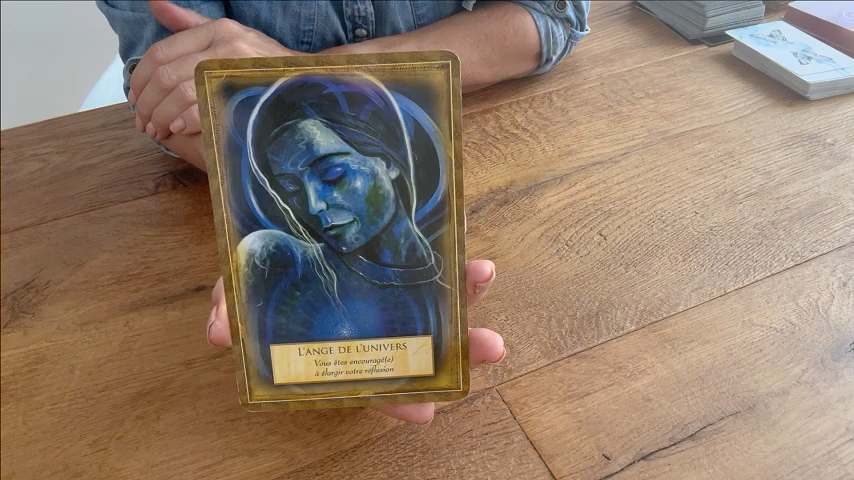 L'ANGE DE L'UNIVERS
Vous êtes encouragé(e)
à élargir votre réflexion